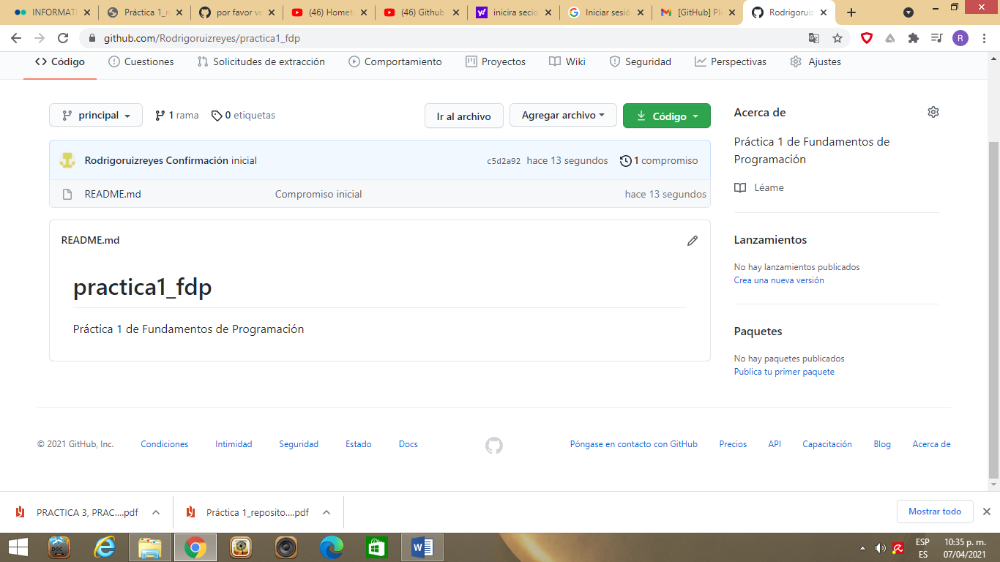 INFORMATI
Práctica 1_r
por favor ve
(46) Homet
(46) Github
inicira secio
Iniciar sesió
[GitHub] Ple
Rodrigoruiz
github.com/Rodrigoruizreyes/practica1_fdp
R
Código Cuestiones Solicitudes de extracción Comportamiento Proyectos Wiki Seguridad Perspectivas Ajustes
principal 1 rama 0 etiquetas Ir al archivo Agregar archivo Código
Rodrigoruizreyes Confirmación inicial c5d2a92 hace 13 segundos 1 compromiso
README.md Compromiso inicial hace 13 segundos
README.md
practica1_fdp
Práctica 1 de Fundamentos de Programación
Acerca de
Práctica 1 de Fundamentos de
Programación
Léame
Lanzamientos
No hay lanzamientos publicados
Crea una nueva versión
Paquetes
No hay paquetes publicados
Publica tu primer paquete
© 2021 GitHub, Inc. Condiciones Intimidad Seguridad Estado Docs Póngase en contacto con GitHub Precios API Capacitación Blog Acerca de
PRACTICA 3, PRAC....pdf Práctica 1_reposito....pdf Mostrar todo
DOC
ESP 10:35 p. m.
ES 07/04/2021